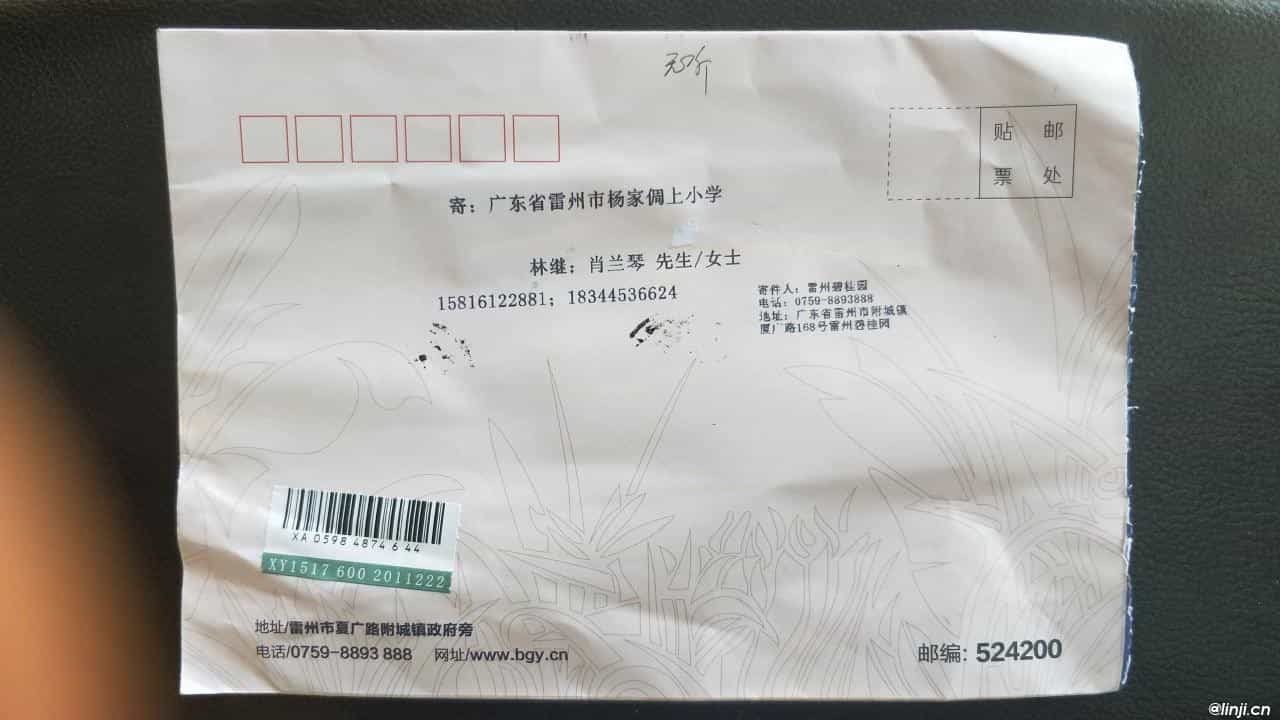 贴 邮
票 处
寄：广东省雷州市杨家倜上小学
林继；肖兰琴 先生/女士
15816122881；18344536624
寄件人：雷州碧桂园
电话：0759-8893888
地址：广东省雷州市附城镇
厦广路168号雷州碧桂园
XA 0598 4874 6 44
XY1517 600 2011222
地址/雷州市夏广路附城镇政府旁
电话/0759-8893 888 网址/www.bgy.cn
邮编: 524200
@linji.cn